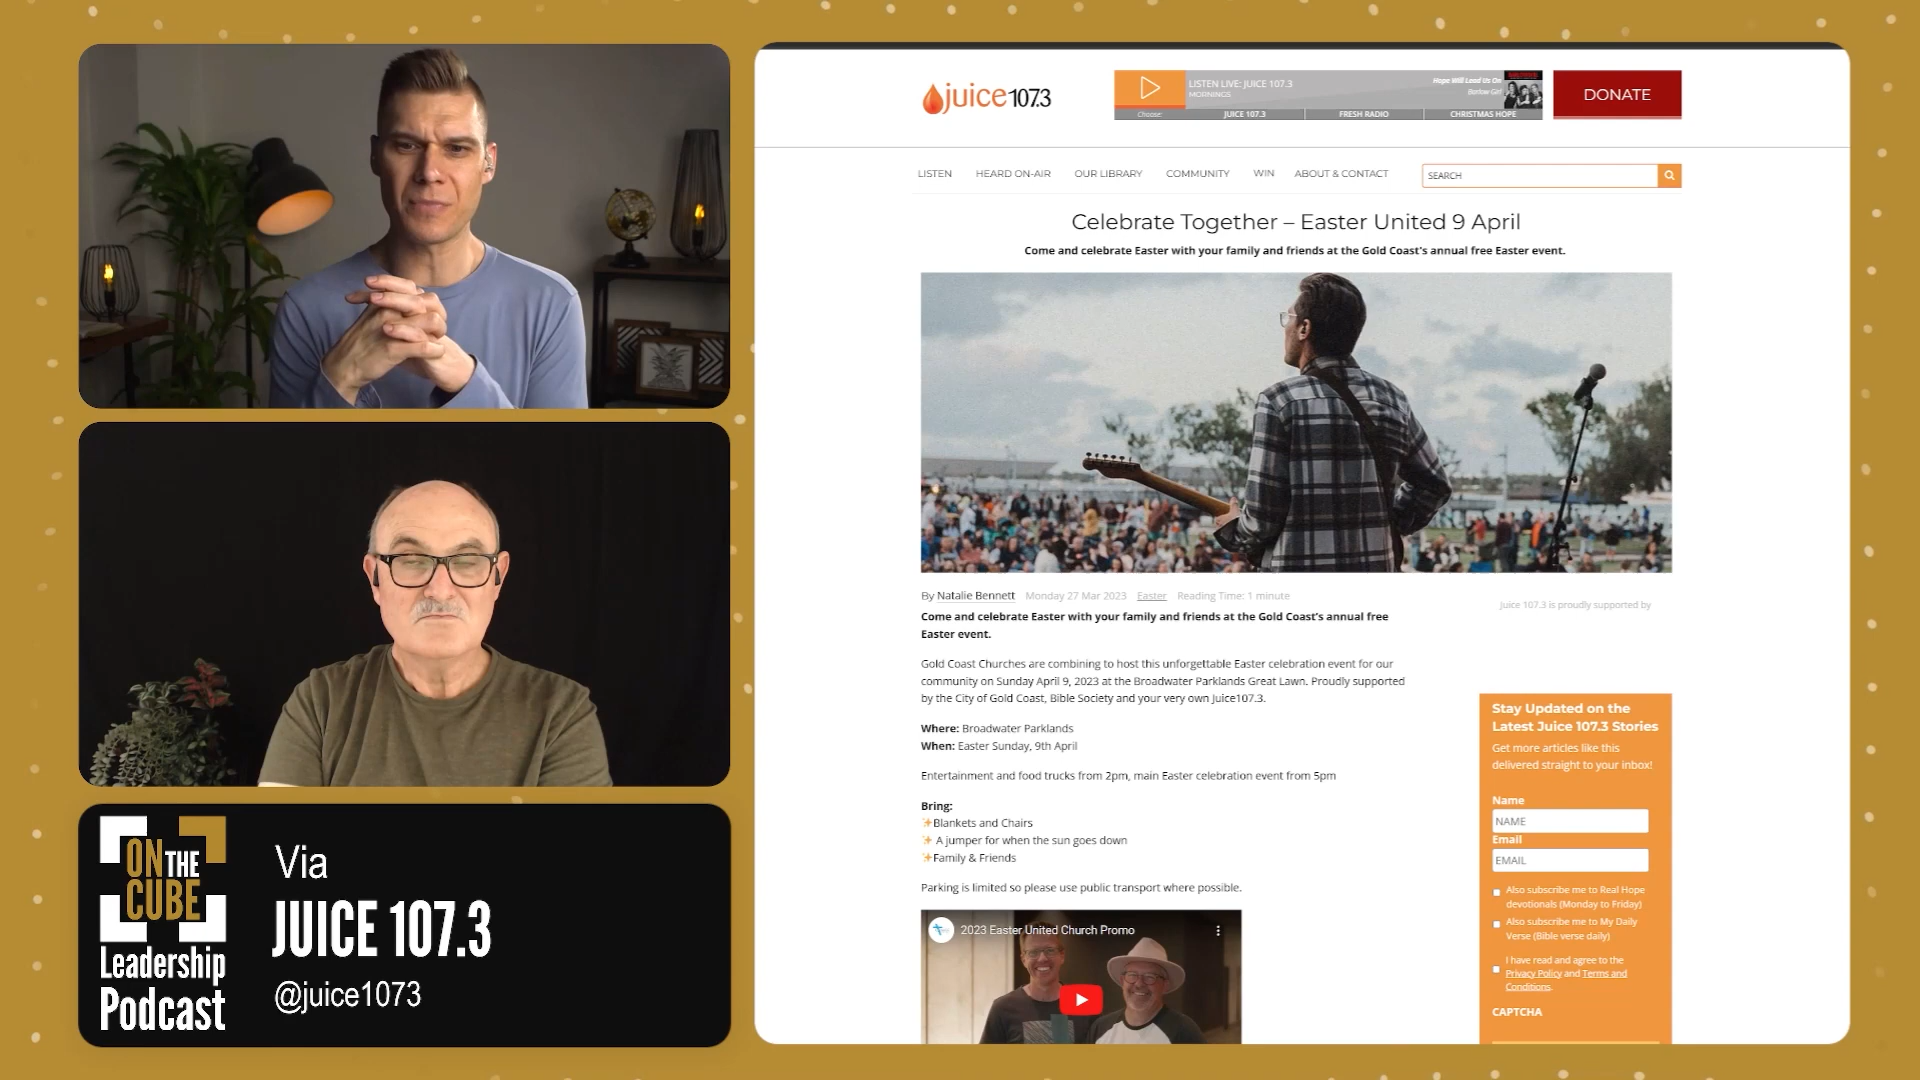 juice107.3
LISTEN LIVE: JUICE 107.3
MORNINGS
Hope Will Lead Us On
Barlow Girl
Choose:
JUICE 107.3
FRESH RADIO
CHRISTMAS HOPE
DONATE
LISTEN
HEARD ON-AIR
OUR LIBRARY
COMMUNITY
WIN
ABOUT & CONTACT
SEARCH
Celebrate Together – Easter United 9 April
Come and celebrate Easter with your family and friends at the Gold Coast's annual free Easter event.
By Natalie Bennett Monday 27 Mar 2023 Easter Reading Time: 1 minute
Come and celebrate Easter with your family and friends at the Gold Coast's annual free
Easter event.
Gold Coast Churches are combining to host this unforgettable Easter celebration event for our
community on Sunday April 9, 2023 at the Broadwater Parklands Great Lawn. Proudly supported
by the City of Gold Coast, Bible Society and your very own Juice107.3.
Where: Broadwater Parklands
When: Easter Sunday, 9th April
Entertainment and food trucks from 2pm, main Easter celebration event from 5pm
Bring:
✨Blankets and Chairs
✨ A jumper for when the sun goes down
✨Family & Friends
Parking is limited so please use public transport where possible.
2023 Easter United Church Promo
Juice 107.3 is proudly supported by
Stay Updated on the
Latest Juice 107.3 Stories
Get more articles like this
delivered straight to your inbox!
Name
NAME
Email
EMAIL
Also subscribe me to Real Hope
devotionals (Monday to Friday)
Also subscribe me to My Daily
Verse (Bible verse daily)
I have read and agree to the
Privacy Policy and Terms and
Conditions.
CAPTCHA
ON THE
CUBE
Leadership
Podcast
Via
JUICE 107.3
@juice1073